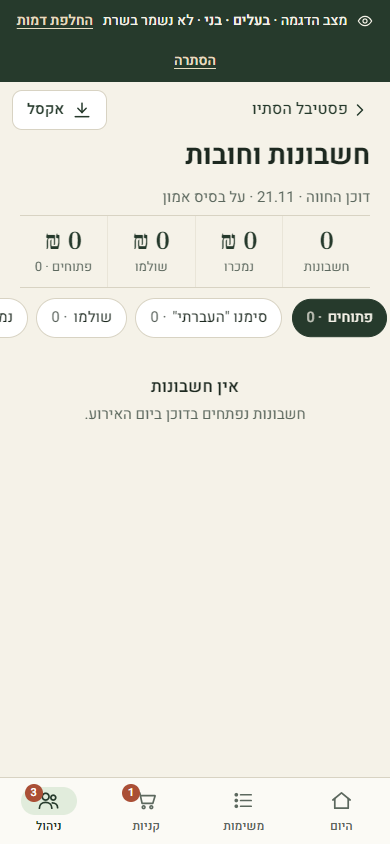 מצב הדגמה · בעלים · בני · לא נשמר בשרת החלפת דמות
הסתרה
פסטיבל הסתיו
אקסל
חשבונות וחובות
דוכן החווה · 21.11 · על בסיס אמון
0 0 ₪ 0 ₪ 0 ₪
חשבונות נמכרו שולמו פתוחים · 0
פתוחים · 0 סימנו "העברתי" · 0 שולמו · 0 נמ
אין חשבונות
חשבונות נפתחים בדוכן ביום האירוע.
1 3
היום משימות קניות ניהול